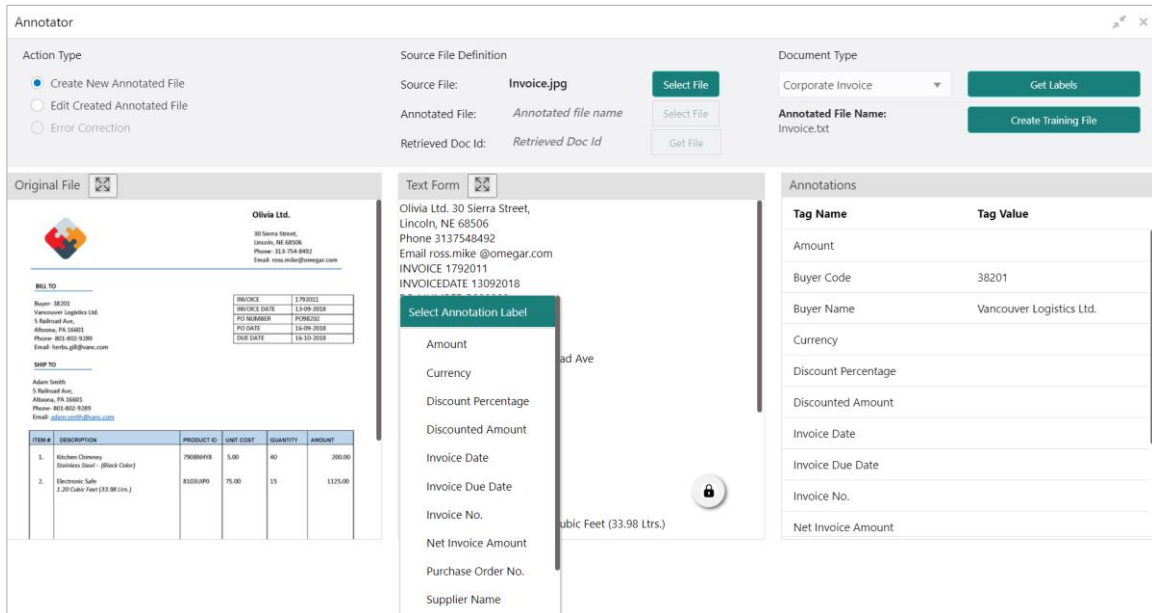 Annotator
Action Type
Create New Annotated File
Edit Created Annotated File
Error Correction
Source File Definition
Source File: Invoice.jpg Select File
Annotated File: Annotated file name Select File
Retrieved Doc Id: Retrieved Doc Id Get File
Document Type
Corporate Invoice Get Labels
Annotated File Name:
Invoice.txt
Create Training File
Original File
Olivia Ltd.
30 Sierra Street,
Lincoln, NE 68506
Phone- 313-754-8492
Email- ross.mike@omegar.com
BILL TO
Buyer- 38201
Vancouver Logistics Ltd.
5 Railroad Ave,
Altoona, PA 16601
Phone- 801-802-9289
Email- herbs.gill@vanc.com
INVOICE 1792011
INVOICE DATE 13-09-2018
PO NUMBER PO98202
PO DATE 16-09-2018
DUE DATE 16-10-2018
SHIP TO
Adam Smith
5 Railroad Ave,
Altoona, PA 16601
Phone- 801-802-9289
Email- adam.smith@vanc.com
ITEM # DESCRIPTION PRODUCT ID UNIT COST QUANTITY AMOUNT
1. Kitchen Chimney 5.00 40 200.00
Stainless Steel - (Black Color)
2. Electronic Safe 75.00 15 1125.00
1.20 Cubic Feet (33.98 Ltrs.)
Text Form
Olivia Ltd. 30 Sierra Street,
Lincoln, NE 68506
Phone 3137548492
Email ross.mike @omegar.com
INVOICE 1792011
INVOICEDATE 13092018
Select Annotation Label
Amount
Currency
Discount Percentage
Discounted Amount
Invoice Date
Invoice Due Date
Invoice No.
Net Invoice Amount
Purchase Order No.
Supplier Name
ad Ave
ubic Feet (33.98 Ltrs.)
Annotations
Tag Name Tag Value
Amount
Buyer Code 38201
Buyer Name Vancouver Logistics Ltd.
Currency
Discount Percentage
Discounted Amount
Invoice Date
Invoice Due Date
Invoice No.
Net Invoice Amount